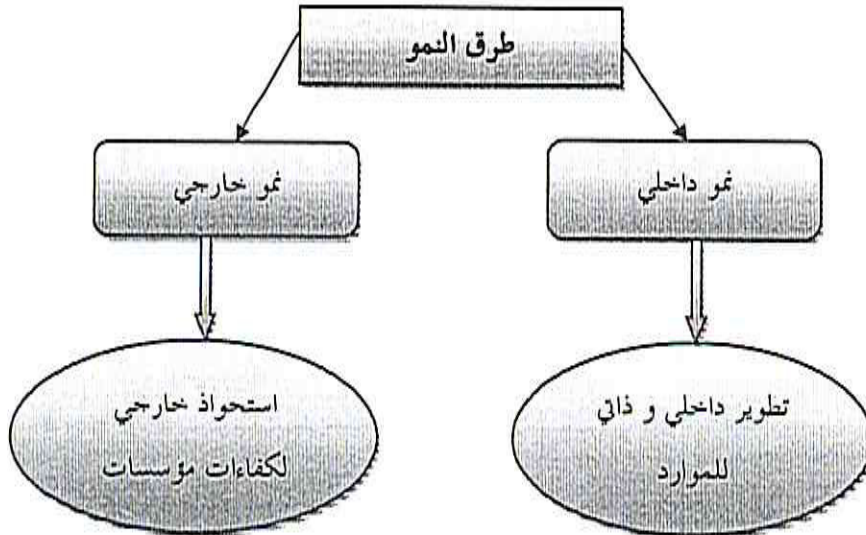 طرق النمو
نمو داخلي
نمو خارجي
تطوير داخلي و ذاتي
للموارد
استحواذ خارجي
لكفاءات مؤسسات